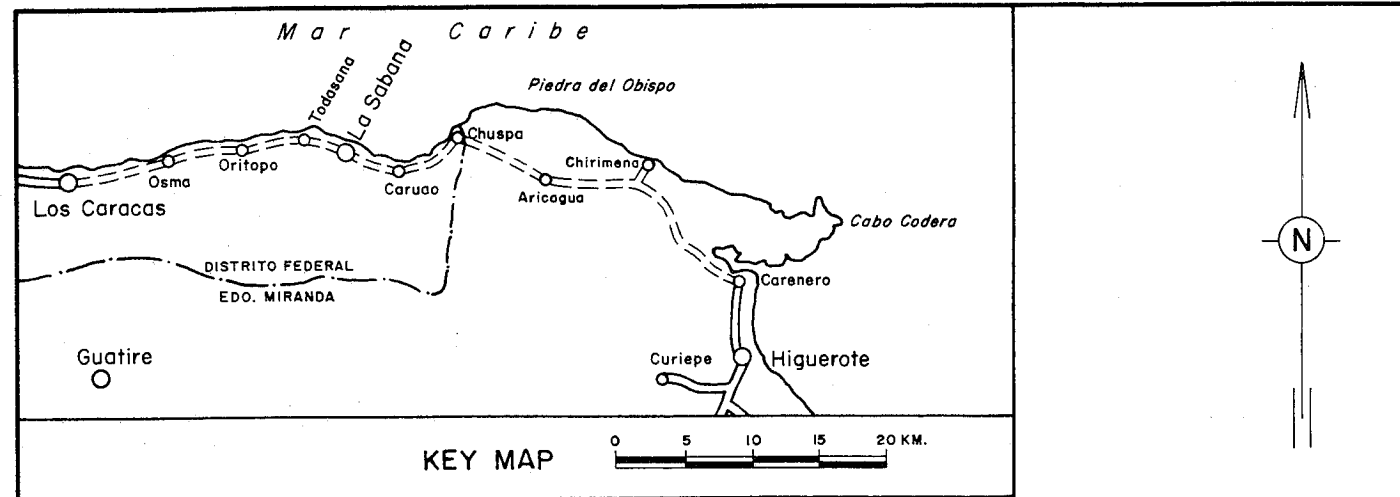 Mar Caribe
Todasana
La Sabana
Piedra del Obispo
Chuspa
Oritopo
Osma
Chirimena
Caruao
Aricagua
Los Caracas
Cabo Codera
DISTRITO FEDERAL
EDO. MIRANDA
Carenero
Guatire
Curiepe
Higuerote
N
KEY MAP
0 5 10 15 20 KM.